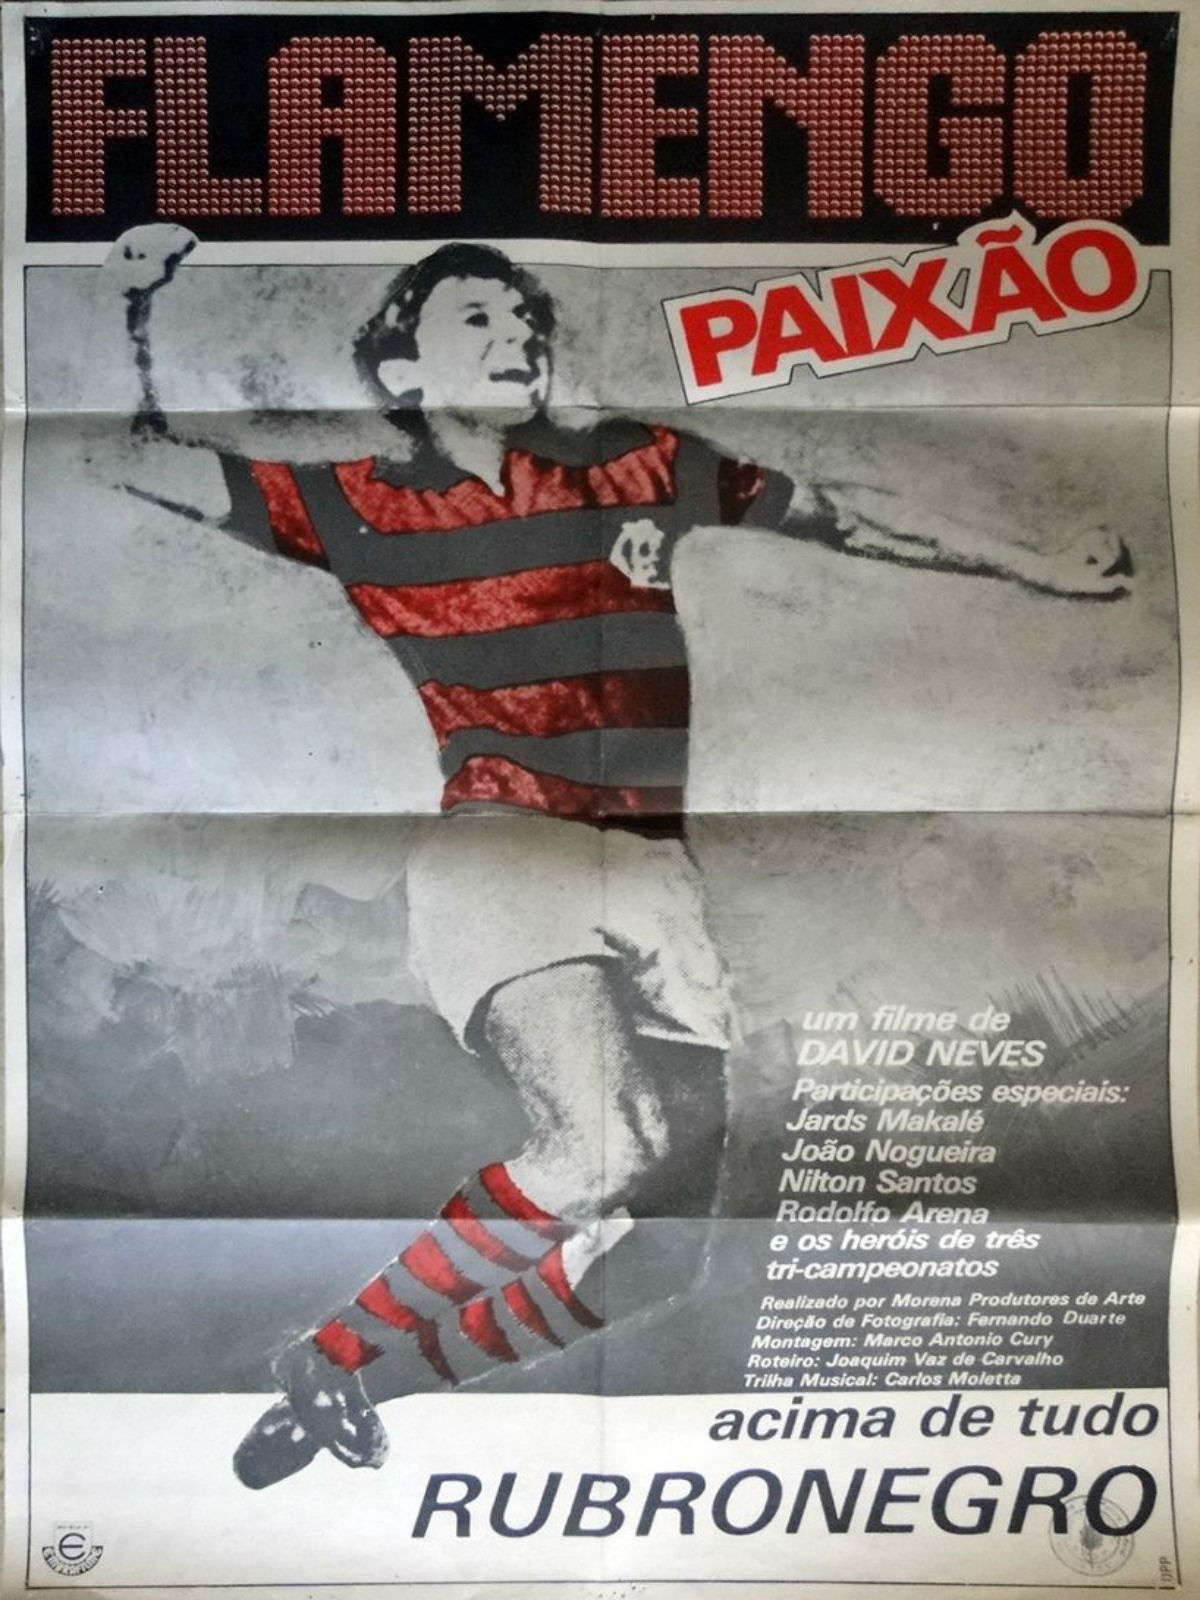 FLAMENGO
PAIXÃO
um filme de
DAVID NEVES
Participações especiais:
Jards Makalé
João Nogueira
Nilton Santos
Rodolfo Arena
e os heróis de três
tri-campeonatos
Realizado por Morena Produtores de Arte
Direção de Fotografia: Fernando Duarte
Montagem: Marco Antonio Cury
Roteiro: Joaquim Vaz de Carvalho
Trilha Musical: Carlos Moletta
acima de tudo
RUBRONEGRO